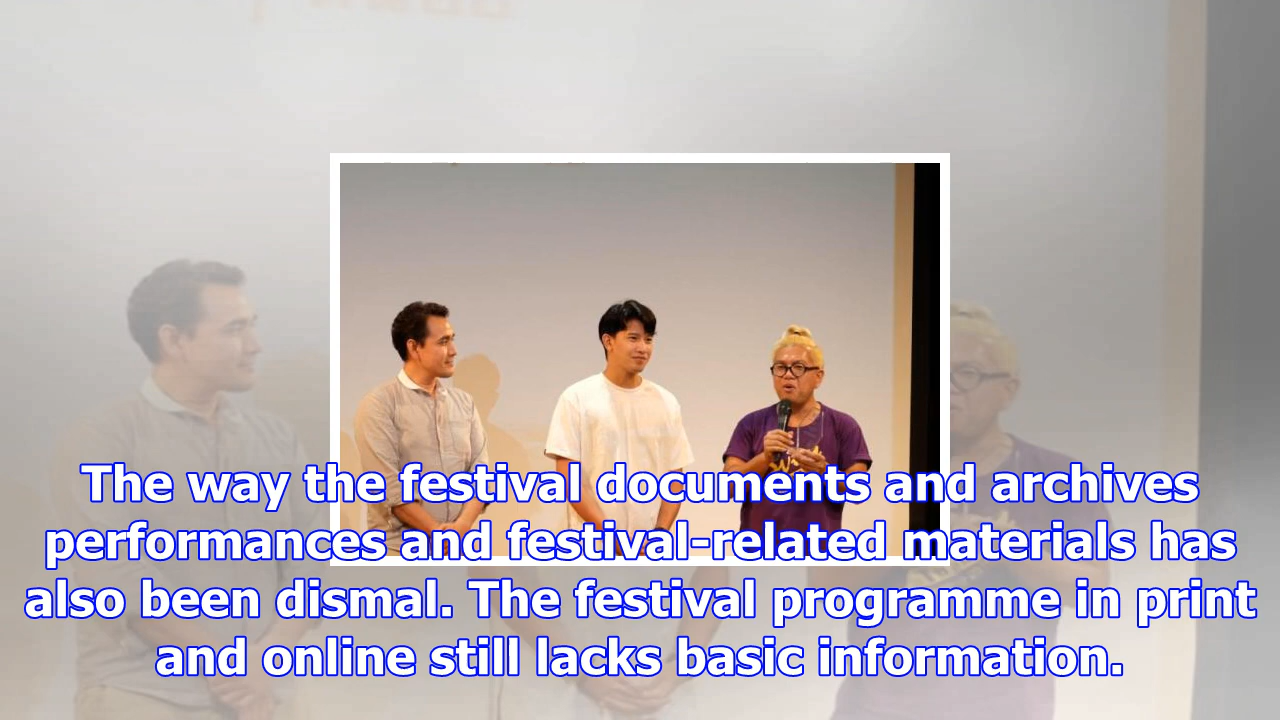 The way the festival documents and archives
performances and festival-related materials has
also been dismal. The festival programme in print
and online still lacks basic information.